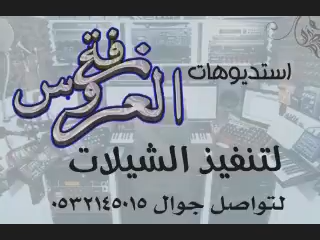 استديوهات
زفة العروس
لتنفيذ الشيلات
لتواصل جوال ٠٥٣٢١٤٥٠١٥